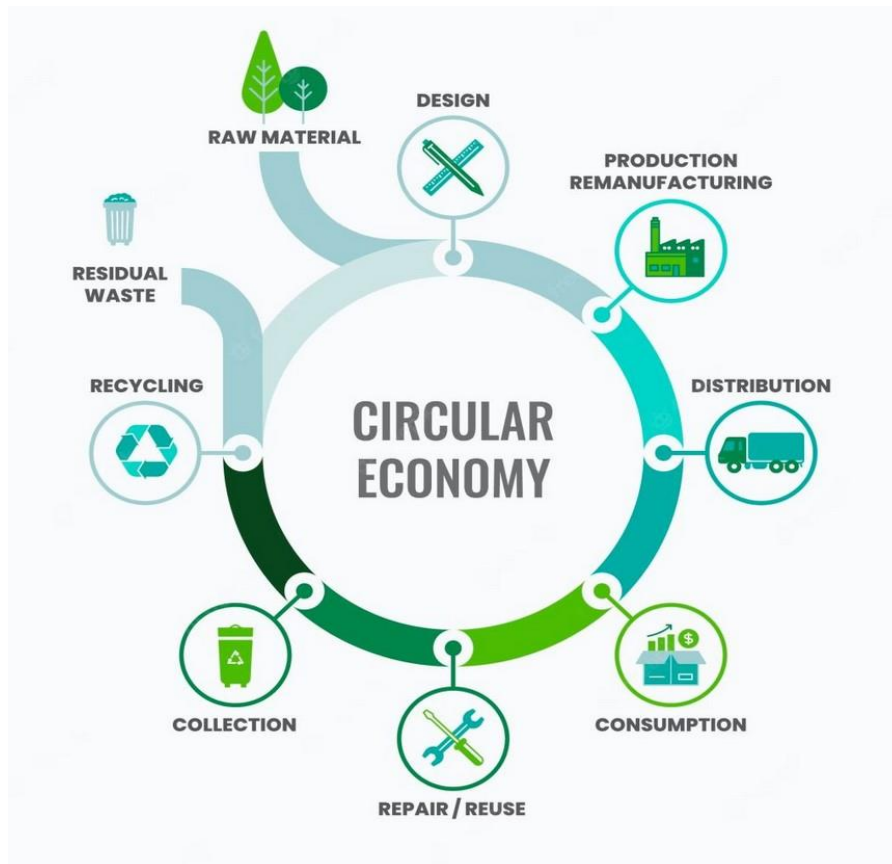 DESIGN
RAW MATERIAL
PRODUCTION
REMANUFACTURING
RESIDUAL
WASTE
RECYCLING
DISTRIBUTION
CIRCULAR
ECONOMY
COLLECTION
CONSUMPTION
REPAIR / REUSE